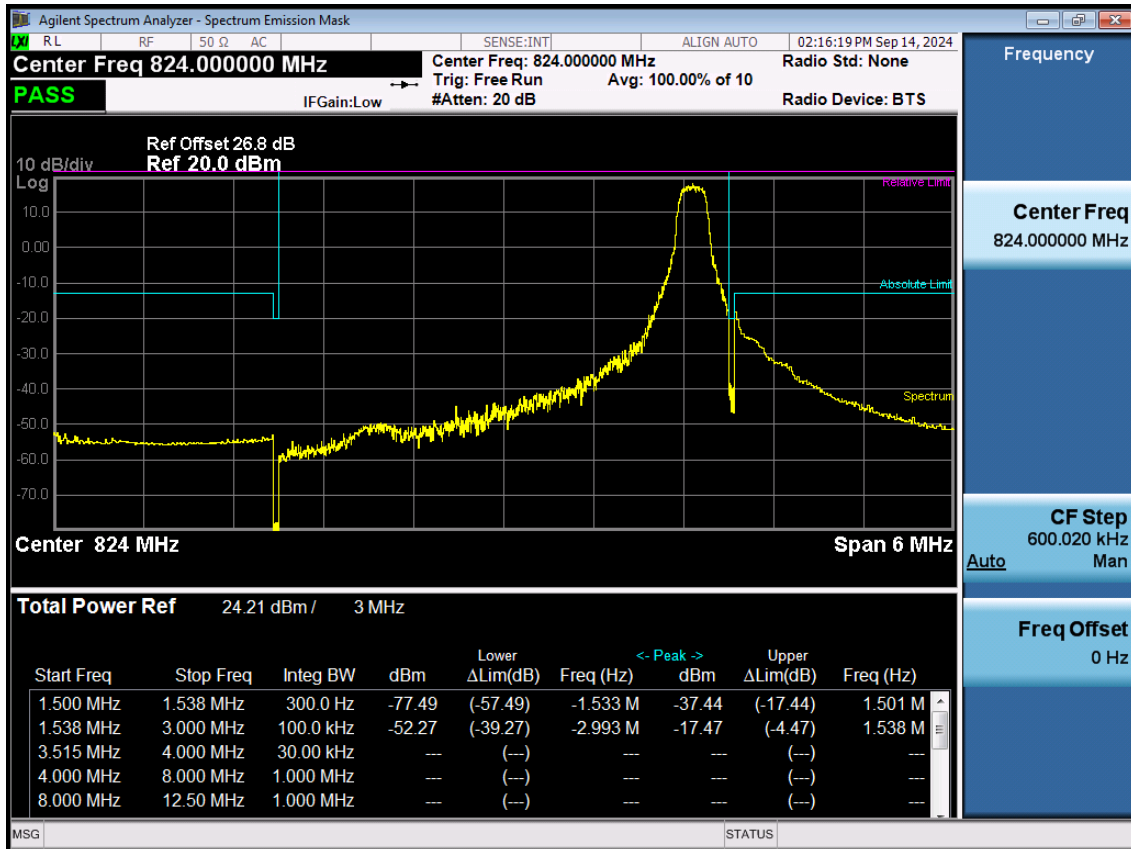 Agilent Spectrum Analyzer - Spectrum Emission Mask
LXI RL RF 50 Ω AC SENSE:INT ALIGN AUTO 02:16:19 PM Sep 14, 2024
Center Freq 824.000000 MHz
PASS
IFGain:Low
Center Freq: 824.000000 MHz
Trig: Free Run Avg: 100.00% of 10
#Atten: 20 dB
Radio Std: None
Radio Device: BTS
Ref Offset 26.8 dB
10 dB/div Ref 20.0 dBm
Log
Relative Limit
10.0
0.00
-10.0
Absolute Limit
-20.0
-30.0
-40.0
Spectrum
-50.0
-60.0
-70.0
Center 824 MHz Span 6 MHz
Total Power Ref 24.21 dBm / 3 MHz
Lower <- Peak -> Upper
Start Freq Stop Freq Integ BW dBm ΔLim(dB) Freq (Hz) dBm ΔLim(dB) Freq (Hz)
1.500 MHz 1.538 MHz 300.0 Hz -77.49 (-57.49) -1.533 M -37.44 (-17.44) 1.501 M
1.538 MHz 3.000 MHz 100.0 kHz -52.27 (-39.27) -2.993 M -17.47 (-4.47) 1.538 M
3.515 MHz 4.000 MHz 30.00 kHz --- (---) --- --- (---) ---
4.000 MHz 8.000 MHz 1.000 MHz --- (---) --- --- (---) ---
8.000 MHz 12.50 MHz 1.000 MHz --- (---) --- --- (---) ---
MSG STATUS
Frequency
Center Freq
824.000000 MHz
CF Step
600.020 kHz
Auto Man
Freq Offset
0 Hz